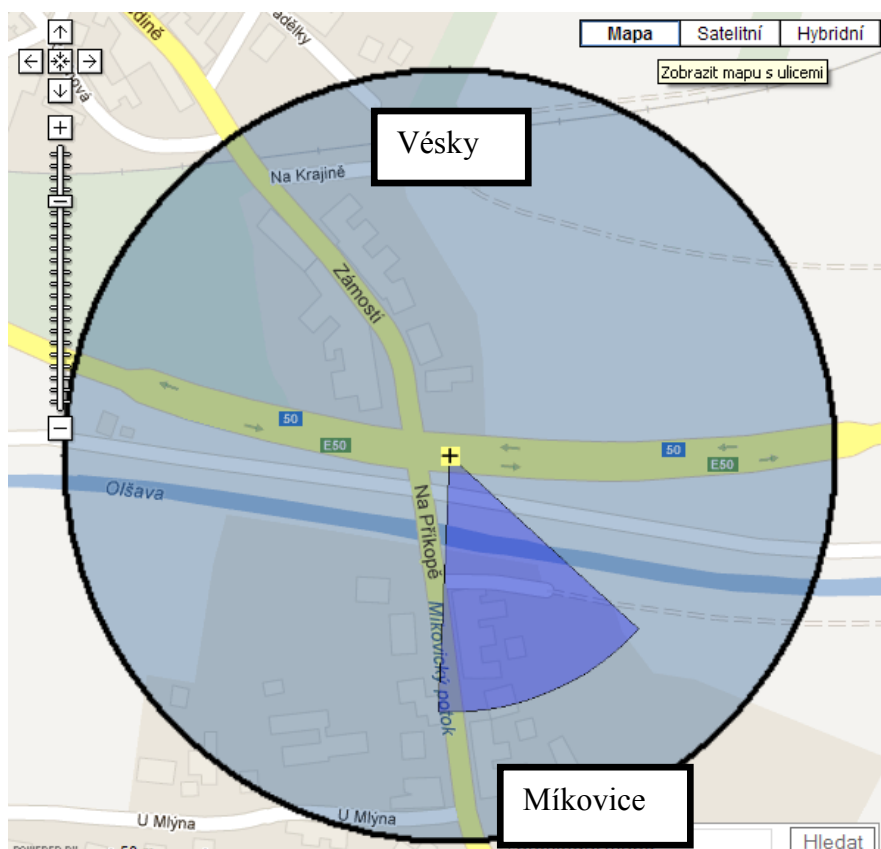 Mapa
Satelitní
Hybridní
Zobrazit mapu s ulicemi
Vésky
Na Krajině
Zámostí
50
E50
50
E50
Olšava
Na Příkopě
Míkovický potok
Míkovice
U Mlýna
U Mlýna
Hledat